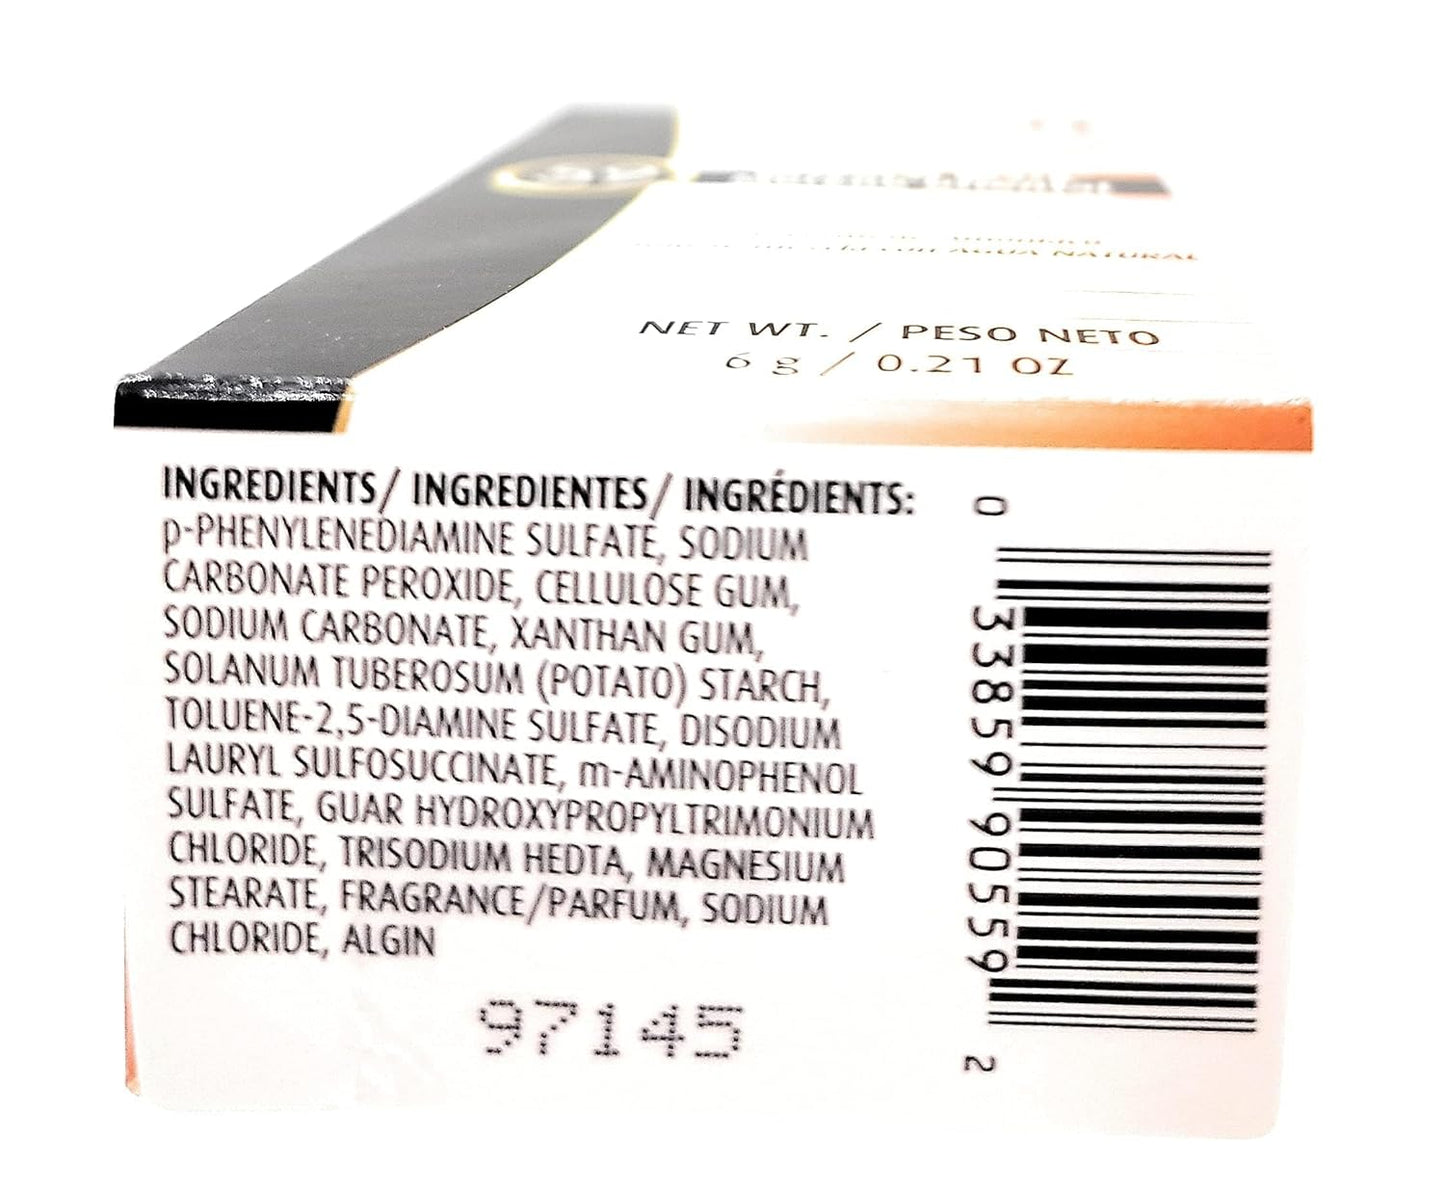 AGUA NATURAL
NET WT. / PESO NETO
6 g / 0.21 OZ
INGREDIENTS/ INGREDIENTES/ INGRÉDIENTS:
p-PHENYLENEDIAMINE SULFATE, SODIUM
CARBONATE PEROXIDE, CELLULOSE GUM,
SODIUM CARBONATE, XANTHAN GUM,
SOLANUM TUBEROSUM (POTATO) STARCH,
TOLUENE-2,5-DIAMINE SULFATE, DISODIUM
LAURYL SULFOSUCCINATE, m-AMINOPHENOL
SULFATE, GUAR HYDROXYPROPYLTRIMONIUM
CHLORIDE, TRISODIUM HEDTA, MAGNESIUM
STEARATE, FRAGRANCE/PARFUM, SODIUM
CHLORIDE, ALGIN
97145
0 33859 90559 2